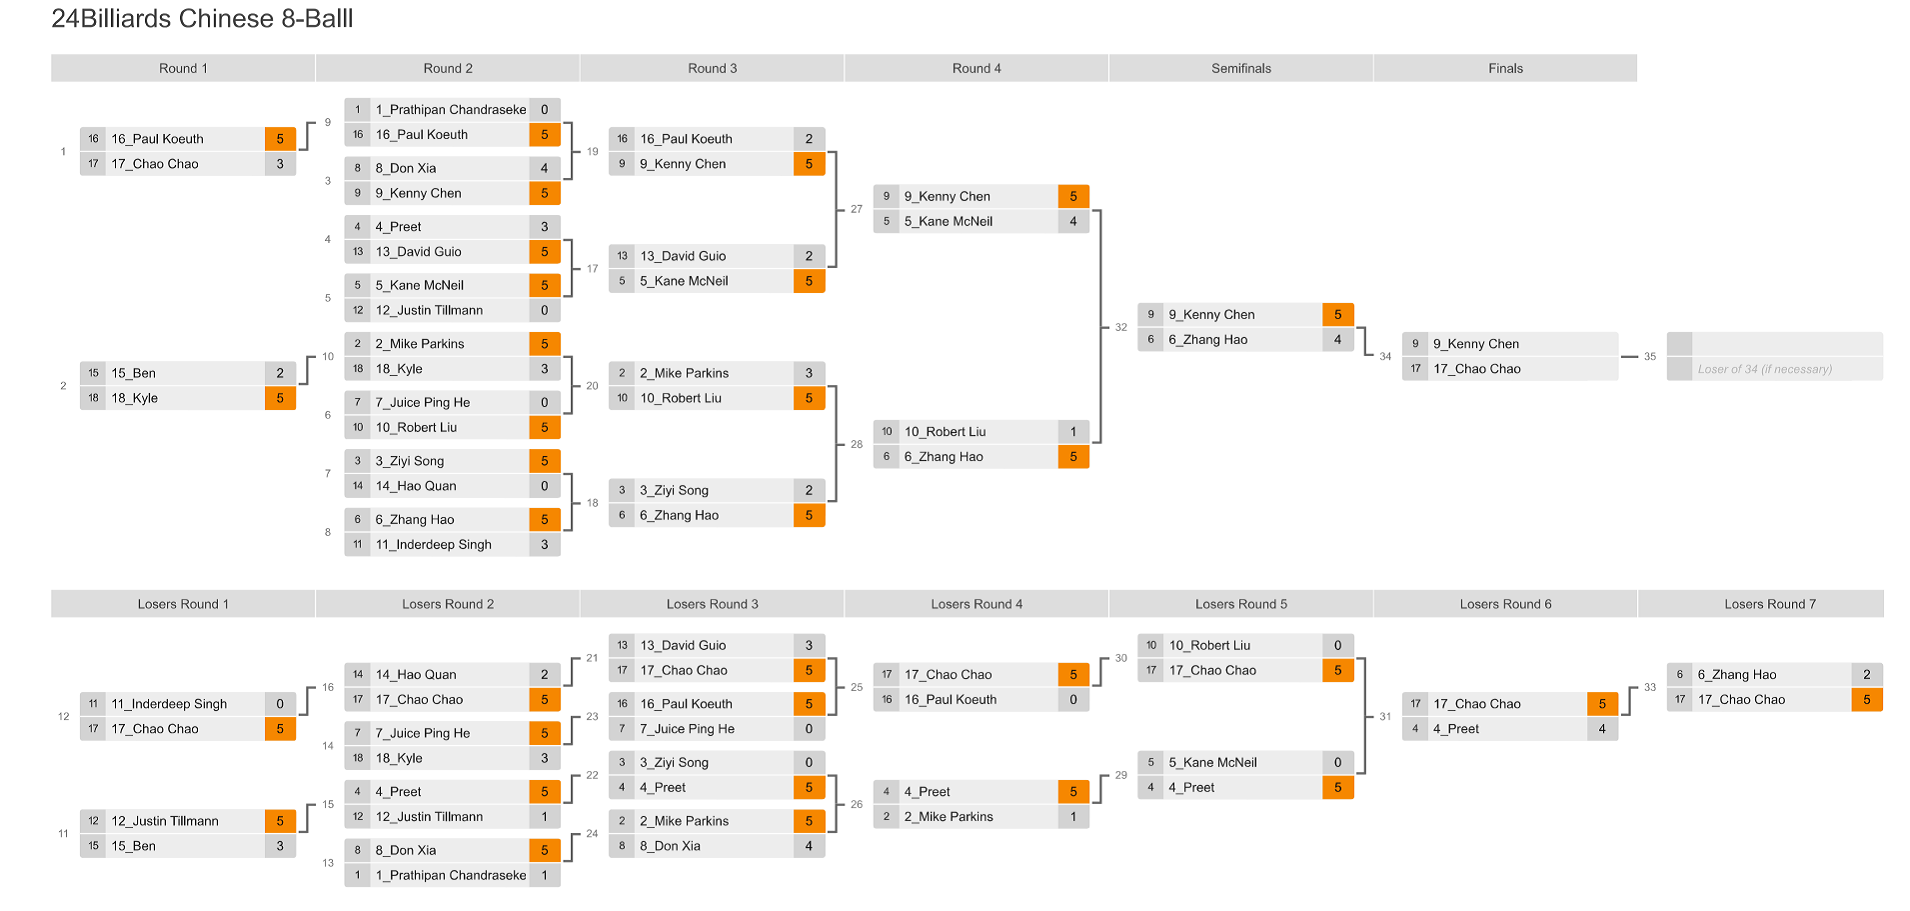 24Billiards Chinese 8-Balll
Round 1
Round 2
Round 3
Round 4
Semifinals
Finals
1
16 16_Paul Koeuth 5
17 17_Chao Chao 3
2
15 15_Ben 2
18 18_Kyle 5
9
1 1_Prathipan Chandraseke 0
16 16_Paul Koeuth 5
3
8 8_Don Xia 4
9 9_Kenny Chen 5
4
4 4_Preet 3
13 13_David Guio 5
5
5 5_Kane McNeil 5
12 12_Justin Tillmann 0
10
2 2_Mike Parkins 5
18 18_Kyle 3
6
7 7_Juice Ping He 0
10 10_Robert Liu 5
7
3 3_Ziyi Song 5
14 14_Hao Quan 0
8
6 6_Zhang Hao 5
11 11_Inderdeep Singh 3
19
16 16_Paul Koeuth 2
9 9_Kenny Chen 5
17
13 13_David Guio 2
5 5_Kane McNeil 5
20
2 2_Mike Parkins 3
10 10_Robert Liu 5
18
3 3_Ziyi Song 2
6 6_Zhang Hao 5
27
9 9_Kenny Chen 5
5 5_Kane McNeil 4
28
10 10_Robert Liu 1
6 6_Zhang Hao 5
32
9 9_Kenny Chen 5
6 6_Zhang Hao 4
34
9 9_Kenny Chen
17 17_Chao Chao
35
Loser of 34 (if necessary)
Losers Round 1
Losers Round 2
Losers Round 3
Losers Round 4
Losers Round 5
Losers Round 6
Losers Round 7
12
11 11_Inderdeep Singh 0
17 17_Chao Chao 5
11
12 12_Justin Tillmann 5
15 15_Ben 3
16
14 14_Hao Quan 2
17 17_Chao Chao 5
14
7 7_Juice Ping He 5
18 18_Kyle 3
15
4 4_Preet 5
12 12_Justin Tillmann 1
13
8 8_Don Xia 5
1 1_Prathipan Chandraseke 1
21
13 13_David Guio 3
17 17_Chao Chao 5
23
16 16_Paul Koeuth 5
7 7_Juice Ping He 0
22
3 3_Ziyi Song 0
4 4_Preet 5
24
2 2_Mike Parkins 5
8 8_Don Xia 4
25
17 17_Chao Chao 5
16 16_Paul Koeuth 0
26
4 4_Preet 5
2 2_Mike Parkins 1
30
10 10_Robert Liu 0
17 17_Chao Chao 5
29
5 5_Kane McNeil 0
4 4_Preet 5
31
17 17_Chao Chao 5
4 4_Preet 4
33
6 6_Zhang Hao 2
17 17_Chao Chao 5